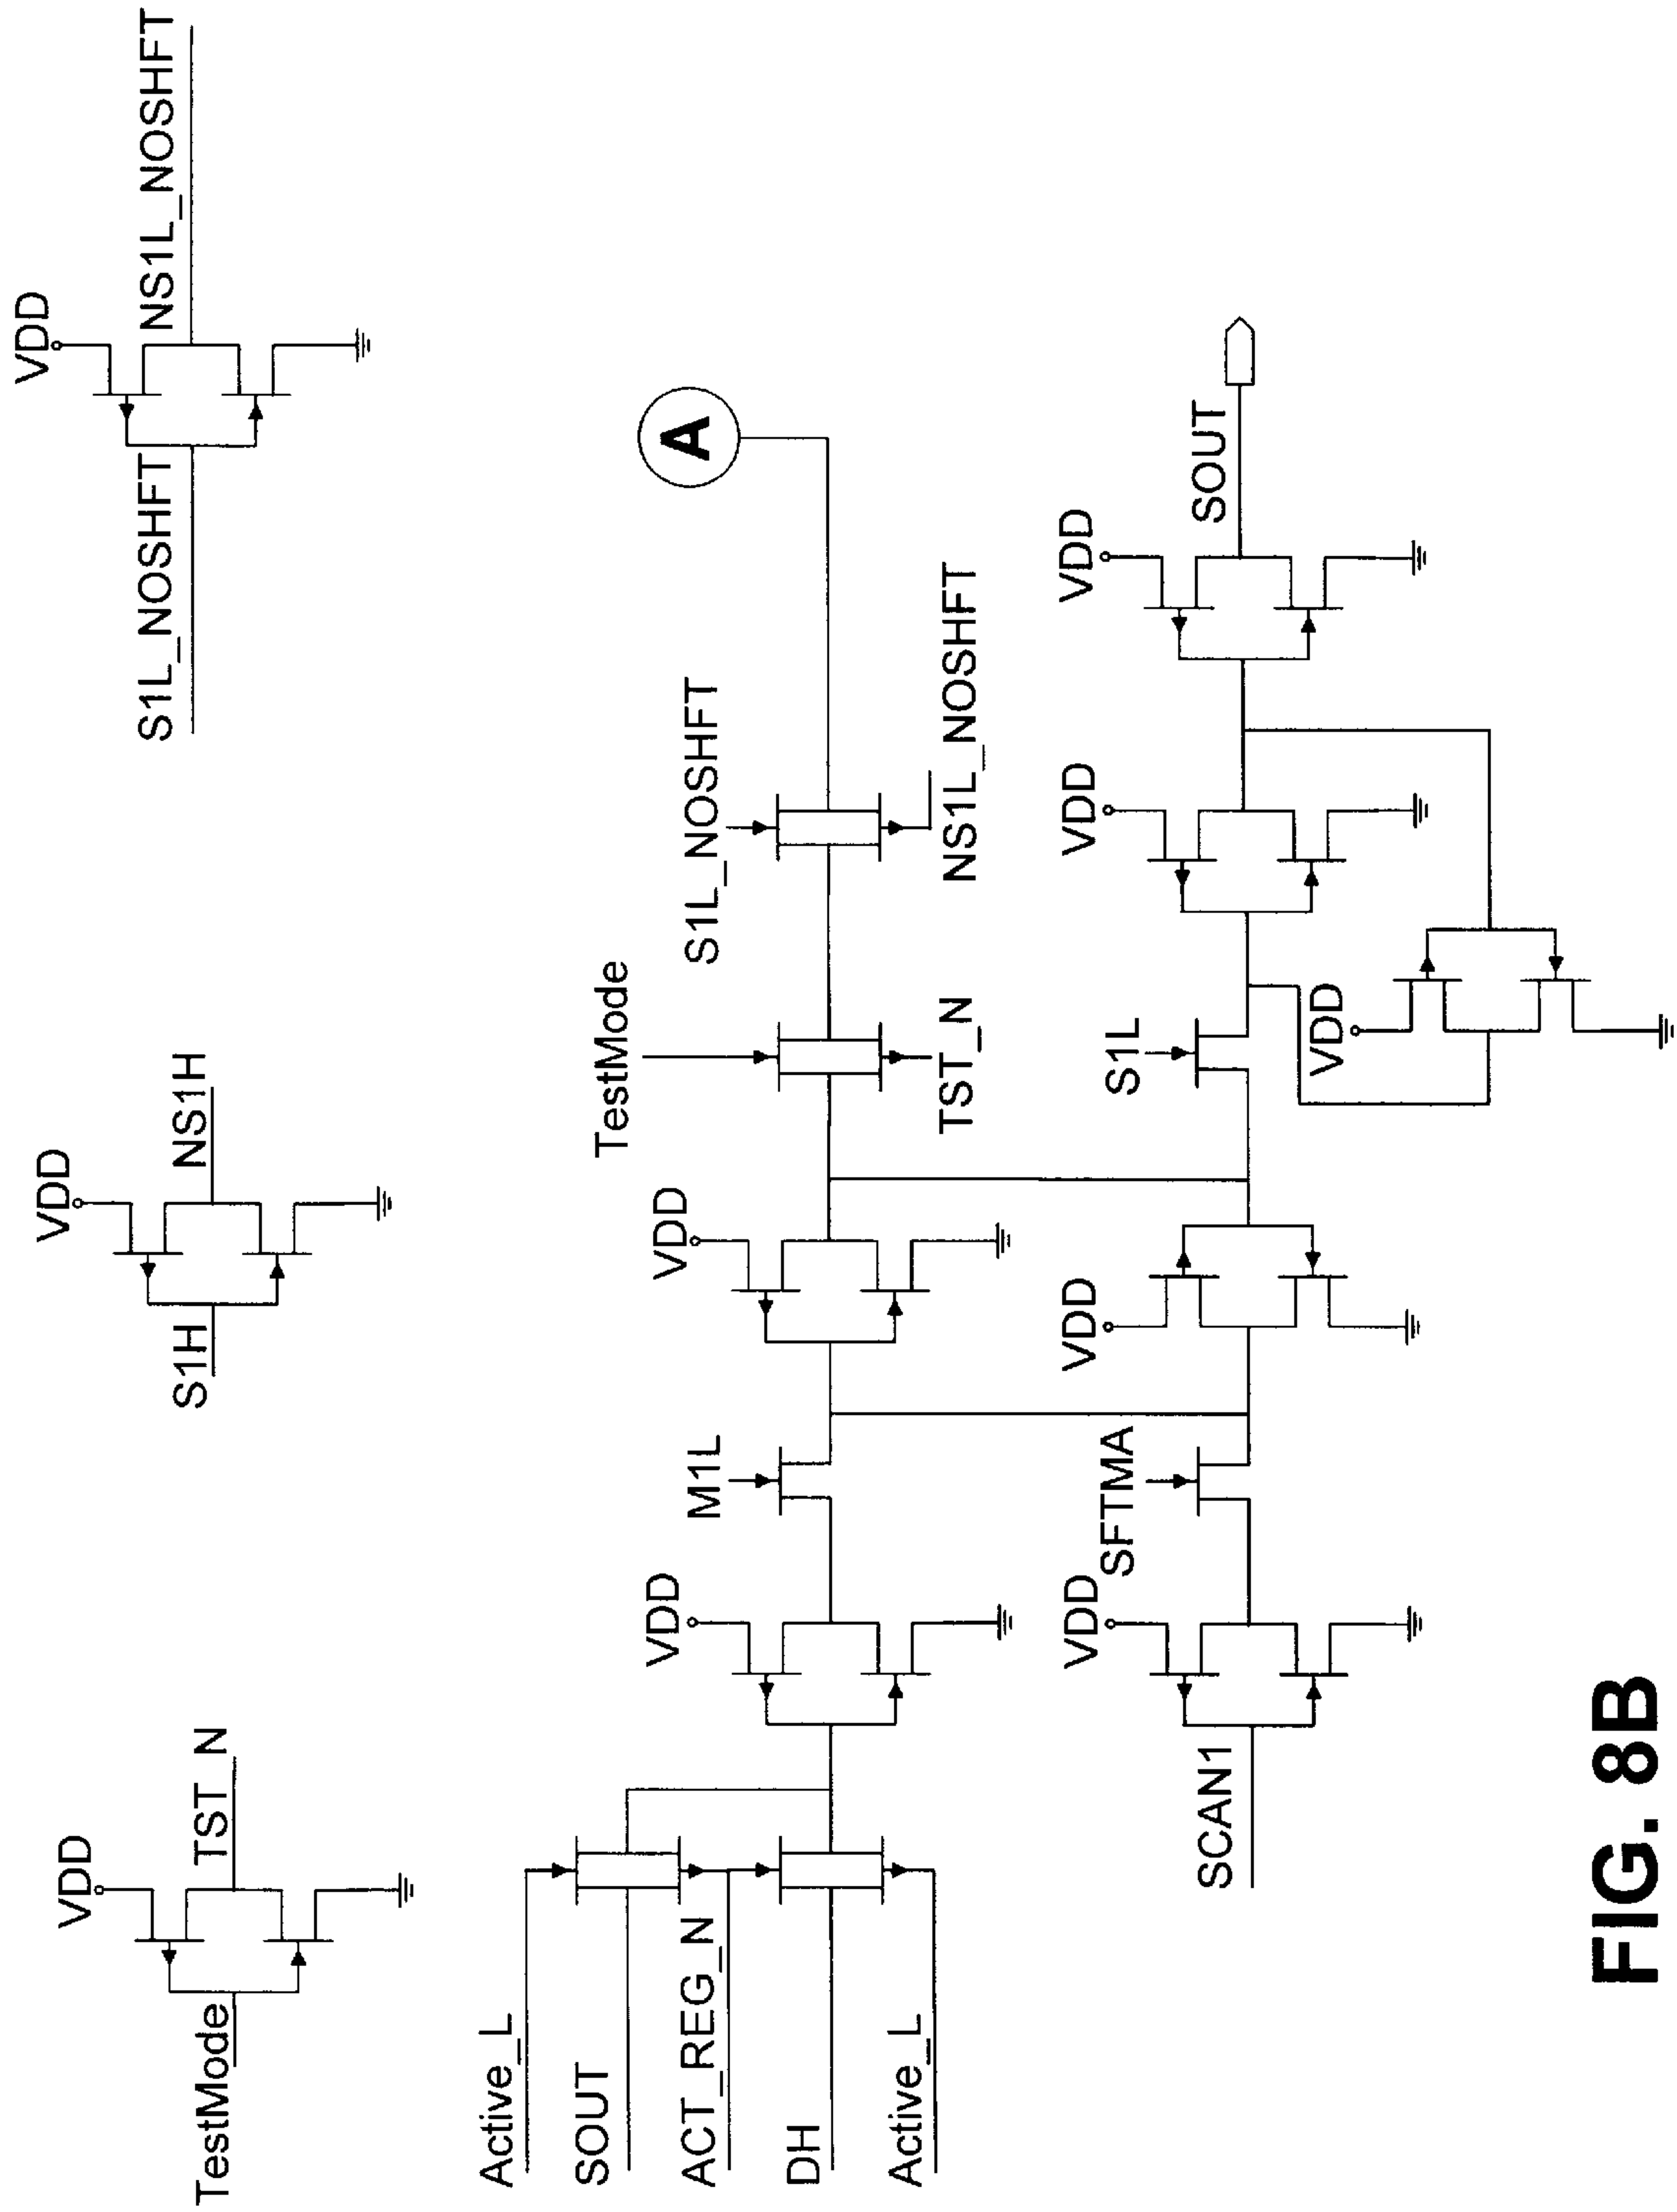 VDD
TestMode
TST_N
VDD
S1H
NS1H
VDD
S1L_NOSHFT
NS1L_NOSHFT
Active_L
SOUT
ACT_REG_N
DH
Active_L
VDD
M1L
VDD
TestMode
TST_N
S1L_NOSHFT
NS1L_NOSHFT
A
SCAN1
VDD
SFTMA
VDD
S1L
VDD
VDD
VDD
SOUT
FIG. 8B